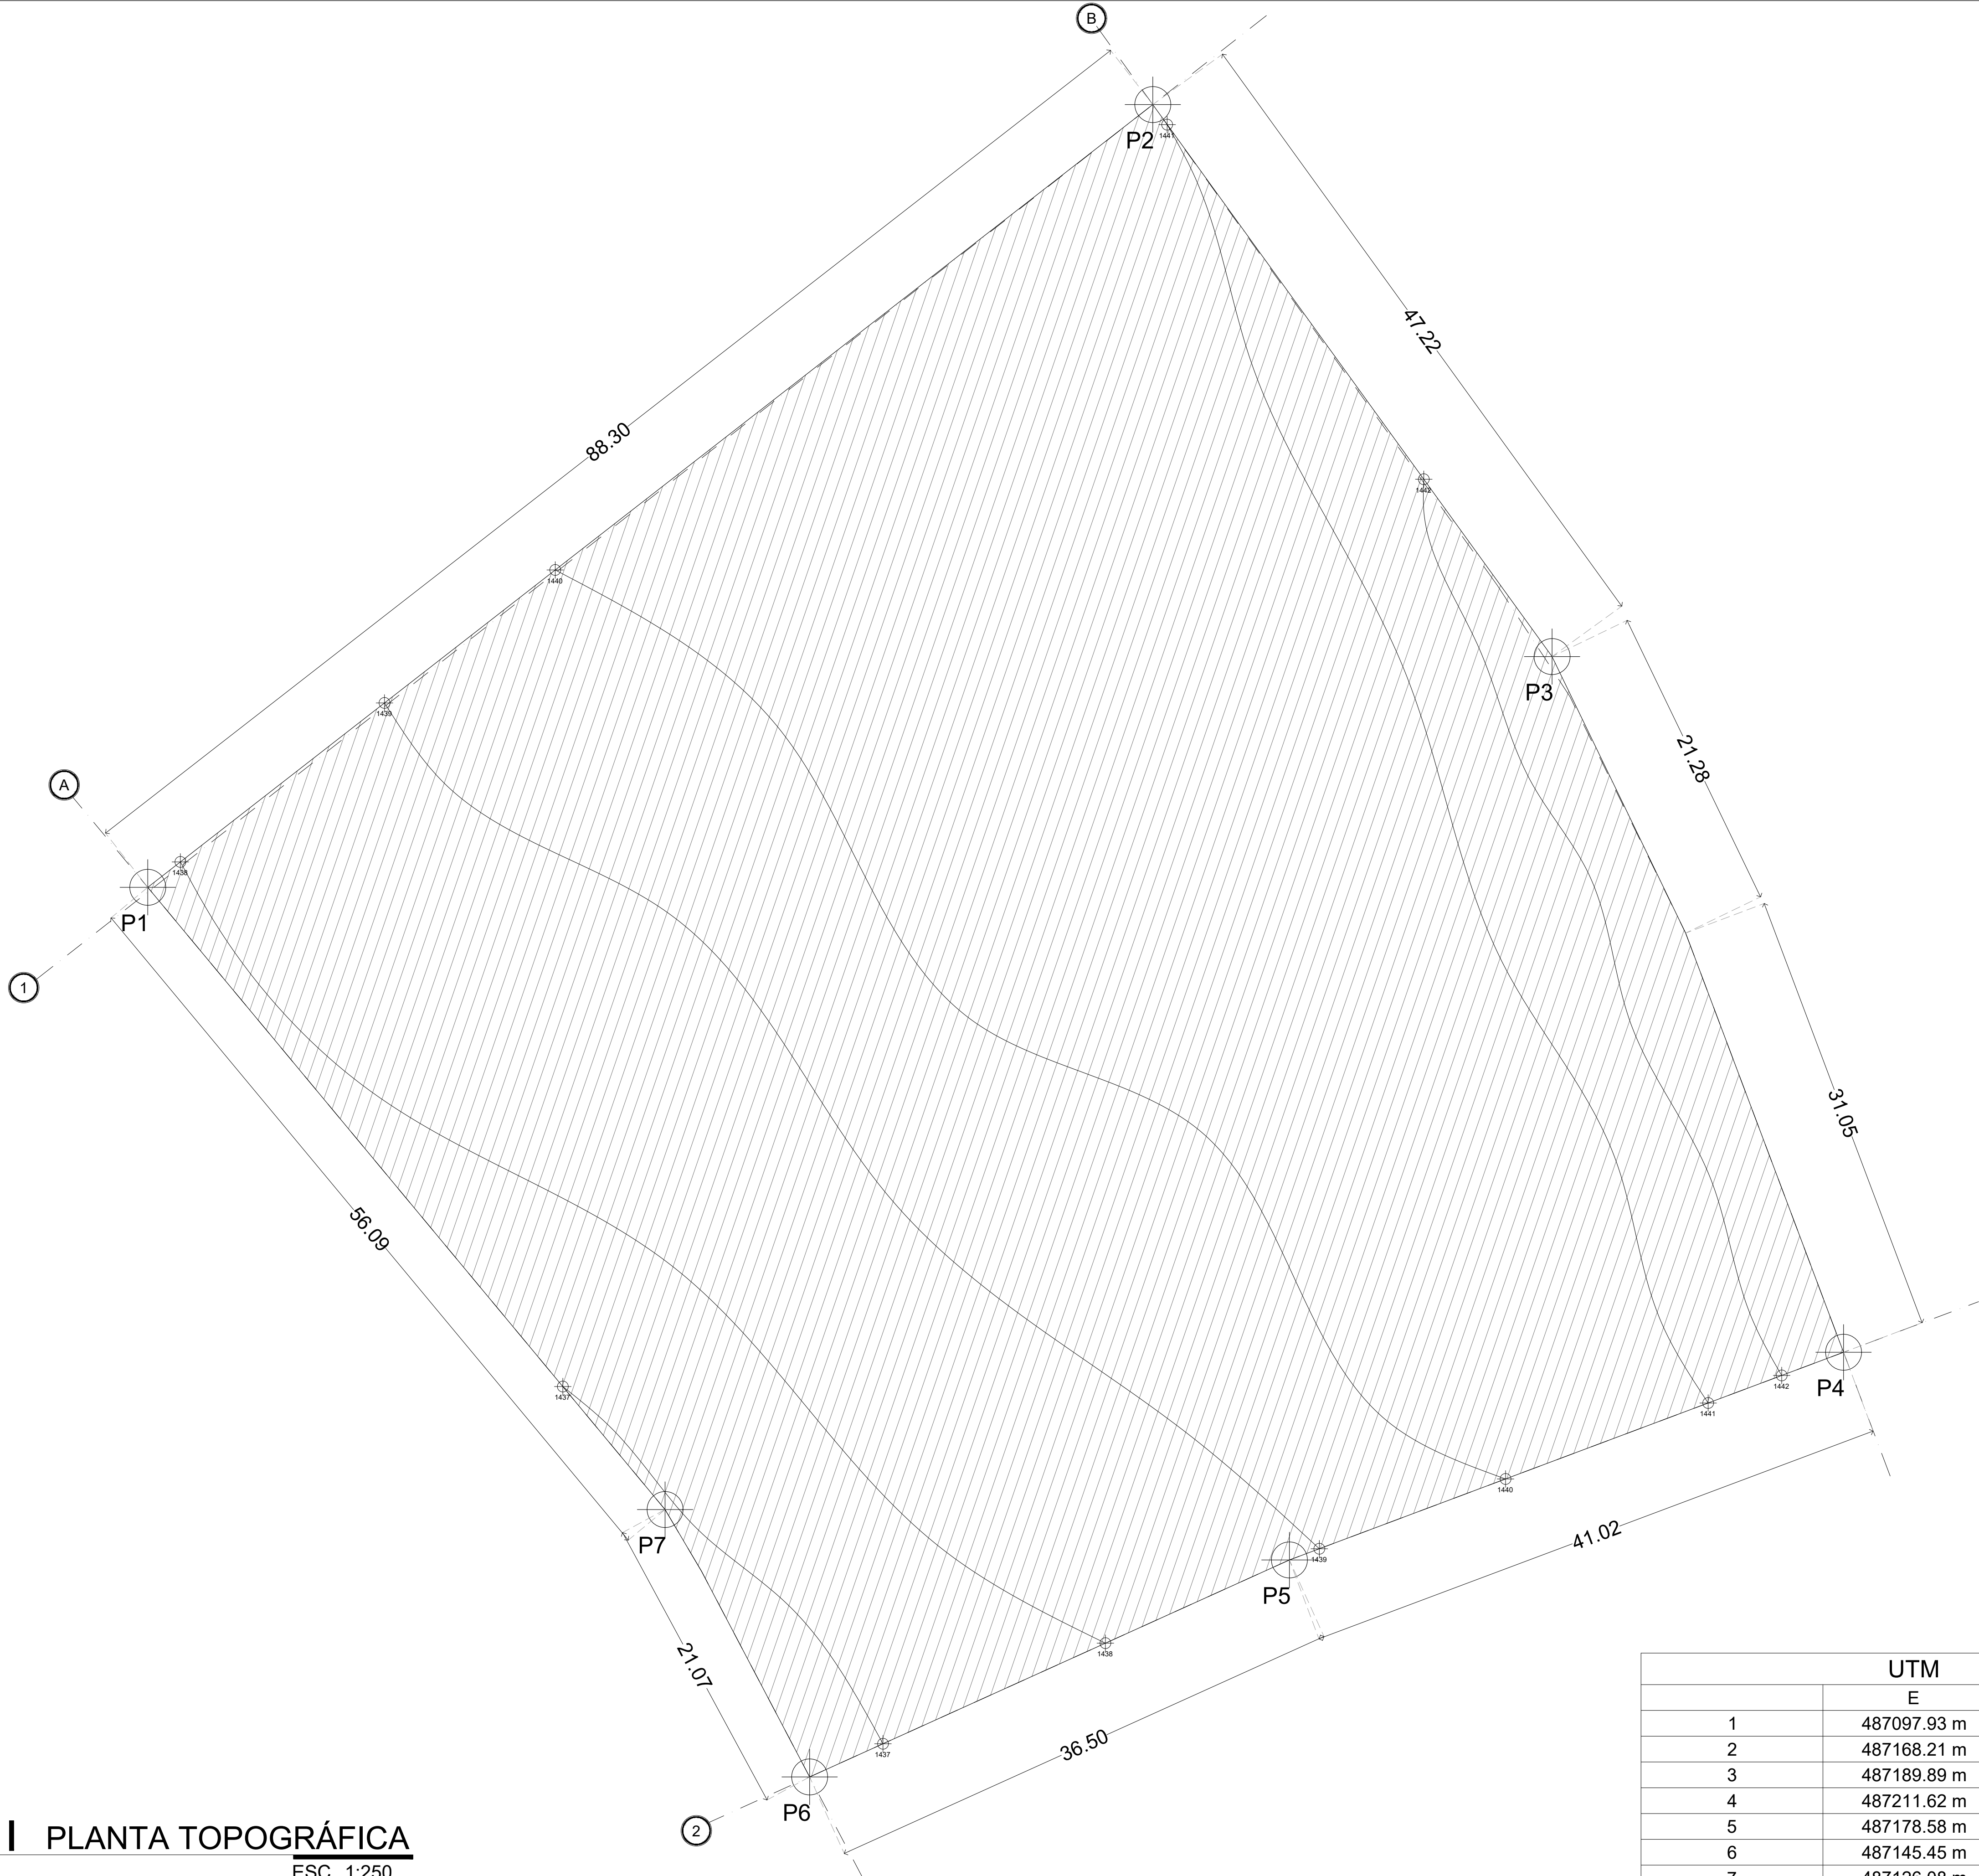 B
P2
1441
47.22
88.30
1442
1440
P3
1439
21.28
A
1438
P1
1
31.05
56.09
P4
1442
1437
1441
1440
P7
41.02
1439
P5
1438
21.07
UTM
E
1 487097.93 m
2 487168.21 m
3 487189.89 m
4 487211.62 m
5 487178.58 m
6 487145.45 m
36.50
1437
P6
2
PLANTA TOPOGRÁFICA
ESC. 1:250